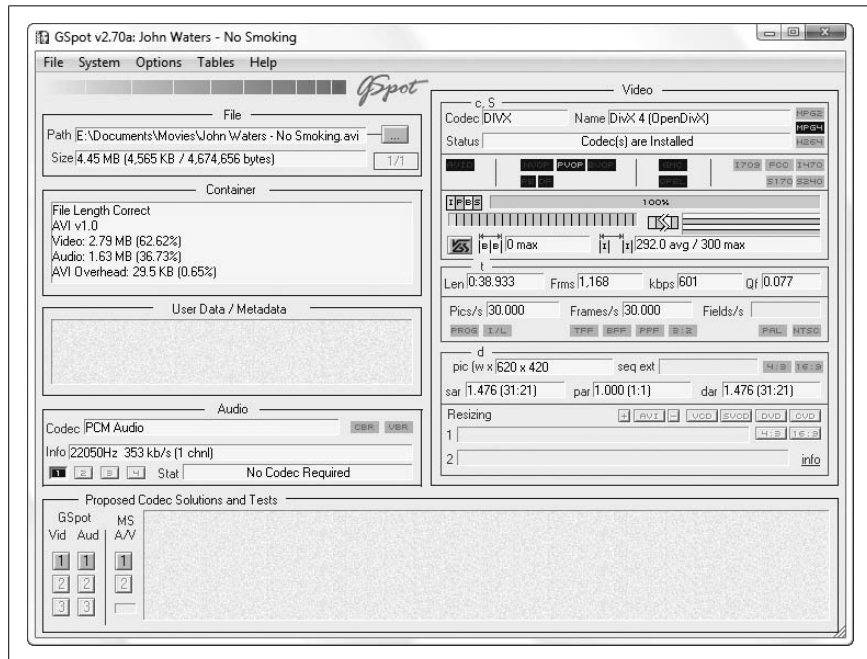 GSpot v2.70a: John Waters - No Smoking
File System Options Tables Help
GSpot
File
Path E:\Documents\Movies\John Waters - No Smoking.avi ...
Size 4.45 MB (4,565 KB / 4,674,656 bytes) 1/1
Container
File Length Correct
AVI v1.0
Video: 2.79 MB (62.62%)
Audio: 1.63 MB (36.73%)
AVI Overhead: 29.5 KB (0.65%)
User Data / Metadata
Audio
Codec PCM Audio CBR VBR
Info 22050Hz 353 kb/s (1 chnl)
1 2 3 4 Stat No Codec Required
Video
c, S
Codec DIVX Name DivX 4 (OpenDivX) MPG2
MPG4
Status Codec(s) are Installed H264
NVOP PVOP BVOP I709 FCC I470
S170 S240
I P B S 100%
B B 0 max I I 292.0 avg / 300 max
t
Len 0:38.933 Frms 1,168 kbps 601 Qf 0.077
Pics/s 30.000 Frames/s 30.000 Fields/s
PROG I/L TFF BFF PPF 3:2 PAL NTSC
d
pic (w x 620 x 420 seq ext 4:3 16:9
sar 1.476 (31:21) par 1.000 (1:1) dar 1.476 (31:21)
Resizing + AVI - VCD SVCD DVD CVD
1 4:3 16:9
2 info
Proposed Codec Solutions and Tests
GSpot MS
Vid Aud A/V
1 1 1
2 2 2
3 3